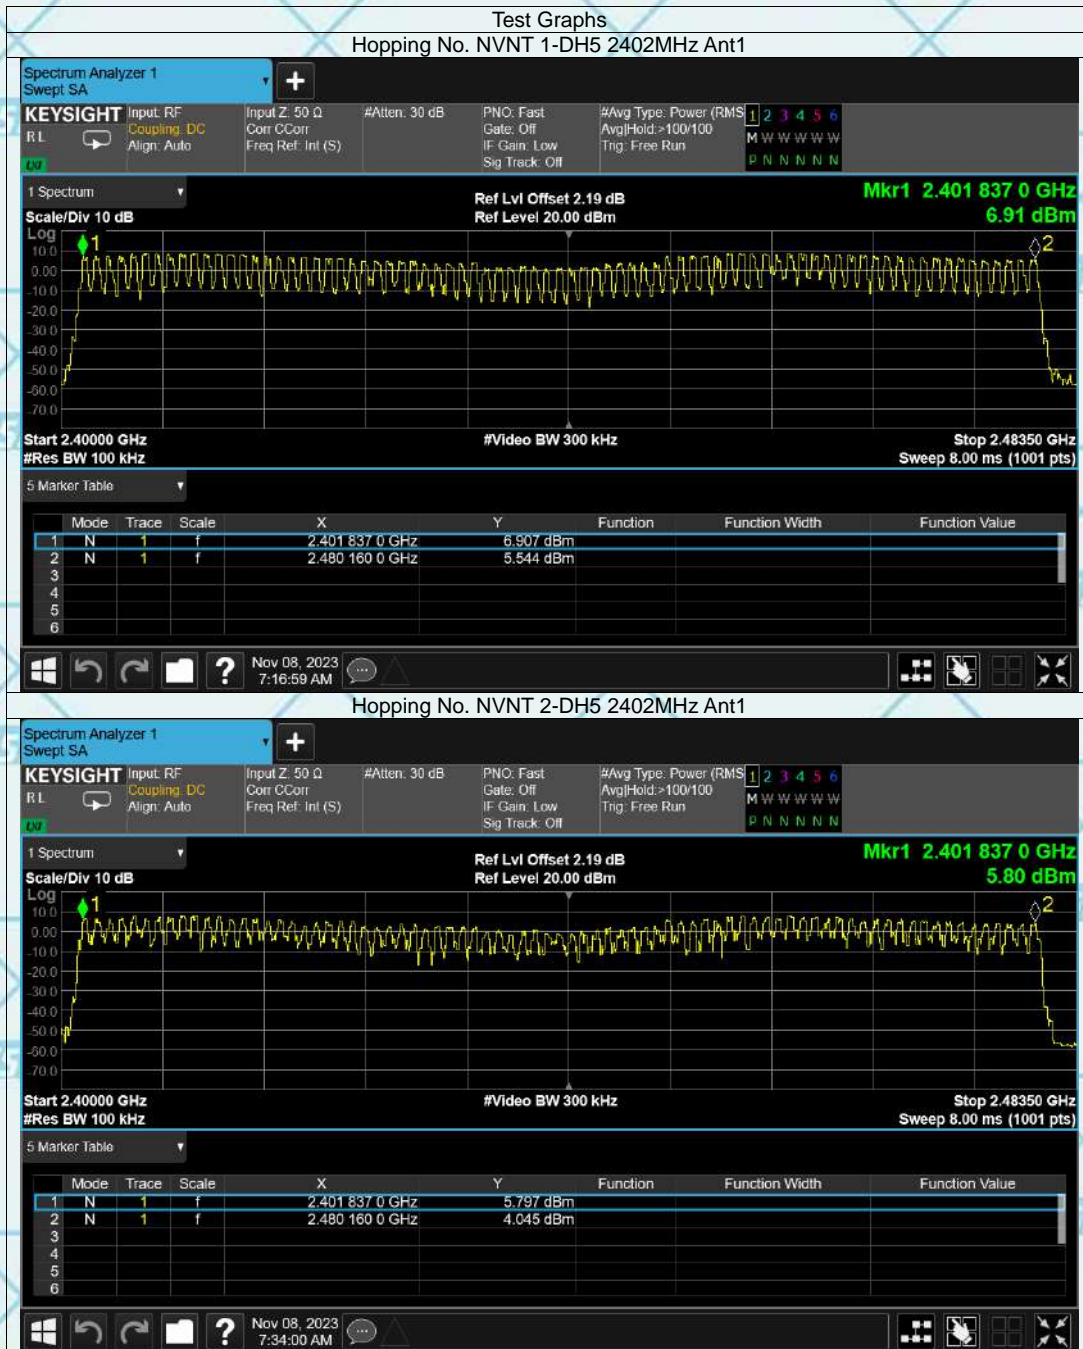 Test Graphs
Hopping No. NVNT 1-DH5 2402MHz Ant1
Spectrum Analyzer 1
Swept SA
+
KEYSIGHT Input: RF Input Z: 50 Ω #Atten: 30 dB PNO: Fast #Avg Type: Power (RMS 1 2 3 4 5 6
R L Coupling: DC Corr CCorr Gate: Off Avg|Hold:>100/100 M W W W W W
Align: Auto Freq Ref: Int (S) IF Gain: Low Trig: Free Run
LXI Sig Track: Off P N N N N N
1 Spectrum Ref Lvl Offset 2.19 dB Mkr1 2.401 837 0 GHz
Scale/Div 10 dB Ref Level 20.00 dBm 6.91 dBm
Log
1 2
10.0
0.00
-10.0
-20.0
-30.0
-40.0
-50.0
-60.0
-70.0
Start 2.40000 GHz #Video BW 300 kHz Stop 2.48350 GHz
#Res BW 100 kHz Sweep 8.00 ms (1001 pts)
5 Marker Table
Mode Trace Scale X Y Function Function Width Function Value
1 N 1 f 2.401 837 0 GHz 6.907 dBm
2 N 1 f 2.480 160 0 GHz 5.544 dBm
3
4
5
6
? Nov 08, 2023
7:16:59 AM
Hopping No. NVNT 2-DH5 2402MHz Ant1
Spectrum Analyzer 1
Swept SA
+
KEYSIGHT Input: RF Input Z: 50 Ω #Atten: 30 dB PNO: Fast #Avg Type: Power (RMS 1 2 3 4 5 6
R L Coupling: DC Corr CCorr Gate: Off Avg|Hold:>100/100 M W W W W W
Align: Auto Freq Ref: Int (S) IF Gain: Low Trig: Free Run
LXI Sig Track: Off P N N N N N
1 Spectrum Ref Lvl Offset 2.19 dB Mkr1 2.401 837 0 GHz
Scale/Div 10 dB Ref Level 20.00 dBm 5.80 dBm
Log
1 2
10.0
0.00
-10.0
-20.0
-30.0
-40.0
-50.0
-60.0
-70.0
Start 2.40000 GHz #Video BW 300 kHz Stop 2.48350 GHz
#Res BW 100 kHz Sweep 8.00 ms (1001 pts)
5 Marker Table
Mode Trace Scale X Y Function Function Width Function Value
1 N 1 f 2.401 837 0 GHz 5.797 dBm
2 N 1 f 2.480 160 0 GHz 4.045 dBm
3
4
5
6
? Nov 08, 2023
7:34:00 AM